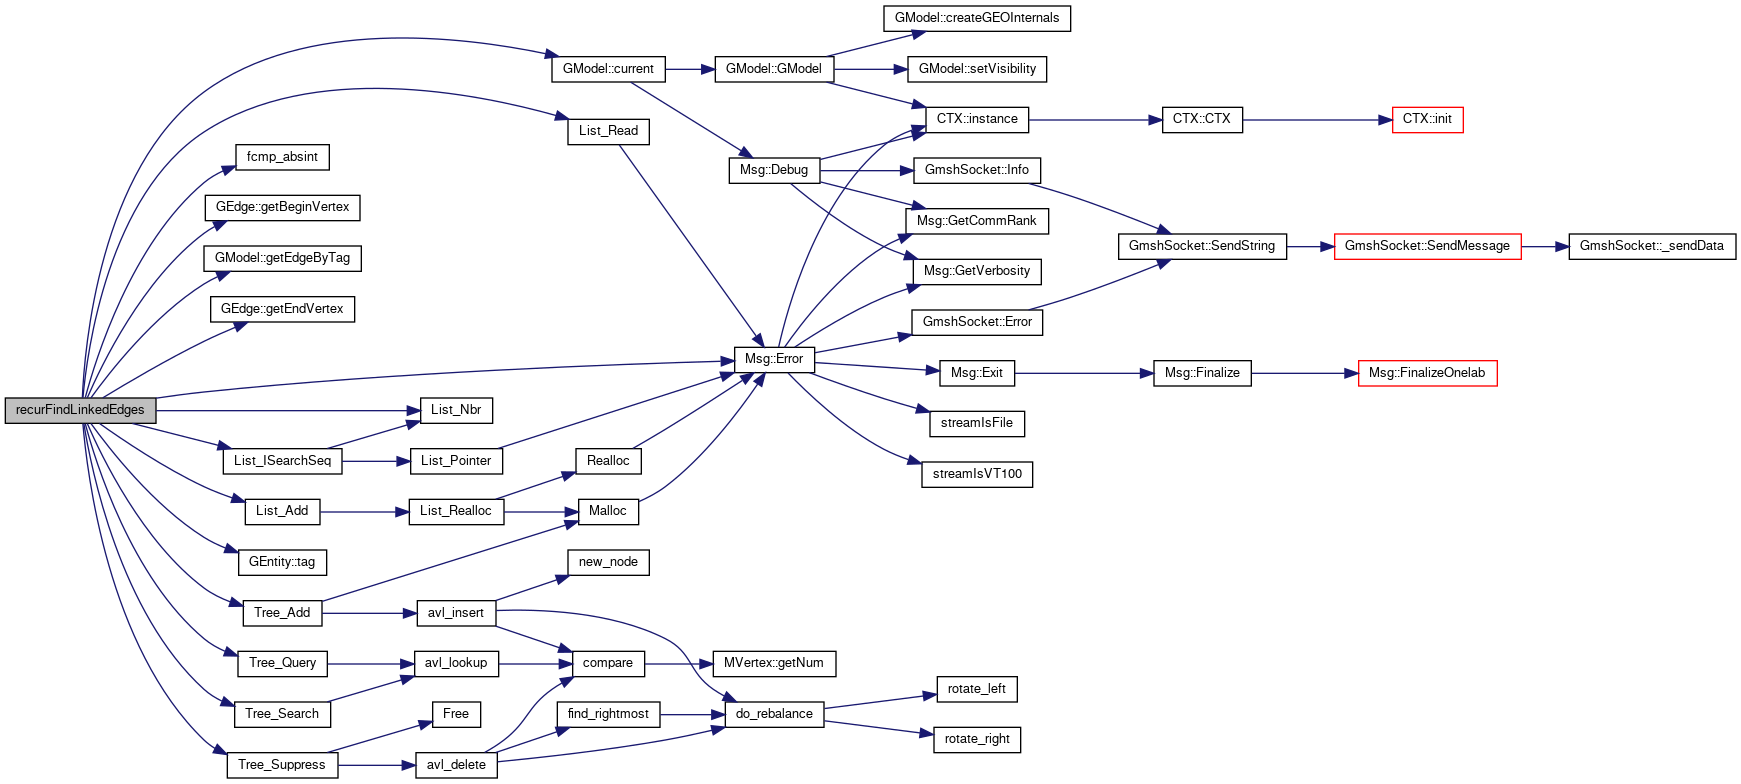 GModel::createGEOInternals
GModel::current
GModel::GModel
GModel::setVisibility
List_Read
CTX::instance
CTX::CTX
CTX::init
fcmp_absint
Msg::Debug
GmshSocket::Info
GEdge::getBeginVertex
Msg::GetCommRank
GModel::getEdgeByTag
GmshSocket::SendString
GmshSocket::SendMessage
GmshSocket::_sendData
Msg::GetVerbosity
GEdge::getEndVertex
GmshSocket::Error
Msg::Error
Msg::Exit
Msg::Finalize
Msg::FinalizeOnelab
recurFindLinkedEdges
List_Nbr
streamIsFile
List_ISearchSeq
List_Pointer
Realloc
streamIsVT100
List_Add
List_Realloc
Malloc
GEntity::tag
new_node
Tree_Add
avl_insert
Tree_Query
avl_lookup
compare
MVertex::getNum
rotate_left
Tree_Search
Free
find_rightmost
do_rebalance
rotate_right
Tree_Suppress
avl_delete